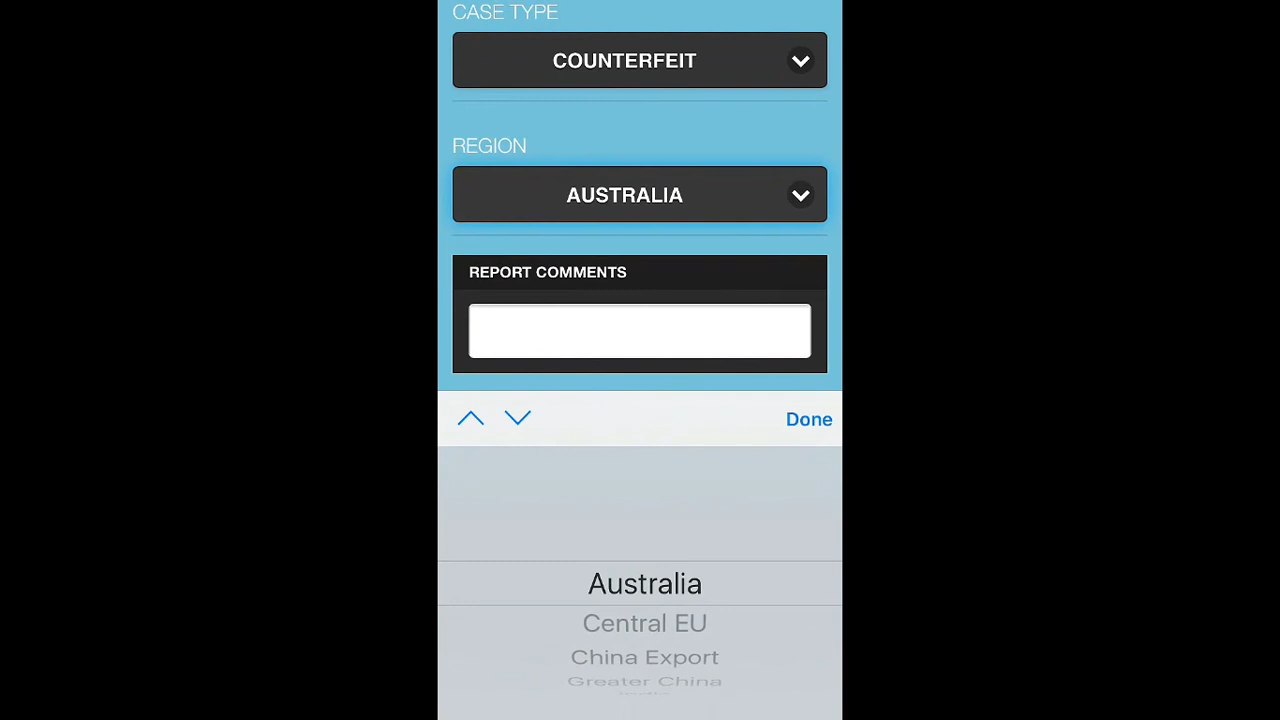 CASE TYPE
COUNTERFEIT
REGION
AUSTRALIA
REPORT COMMENTS
Done
Australia
Central EU
China Export
Greater China